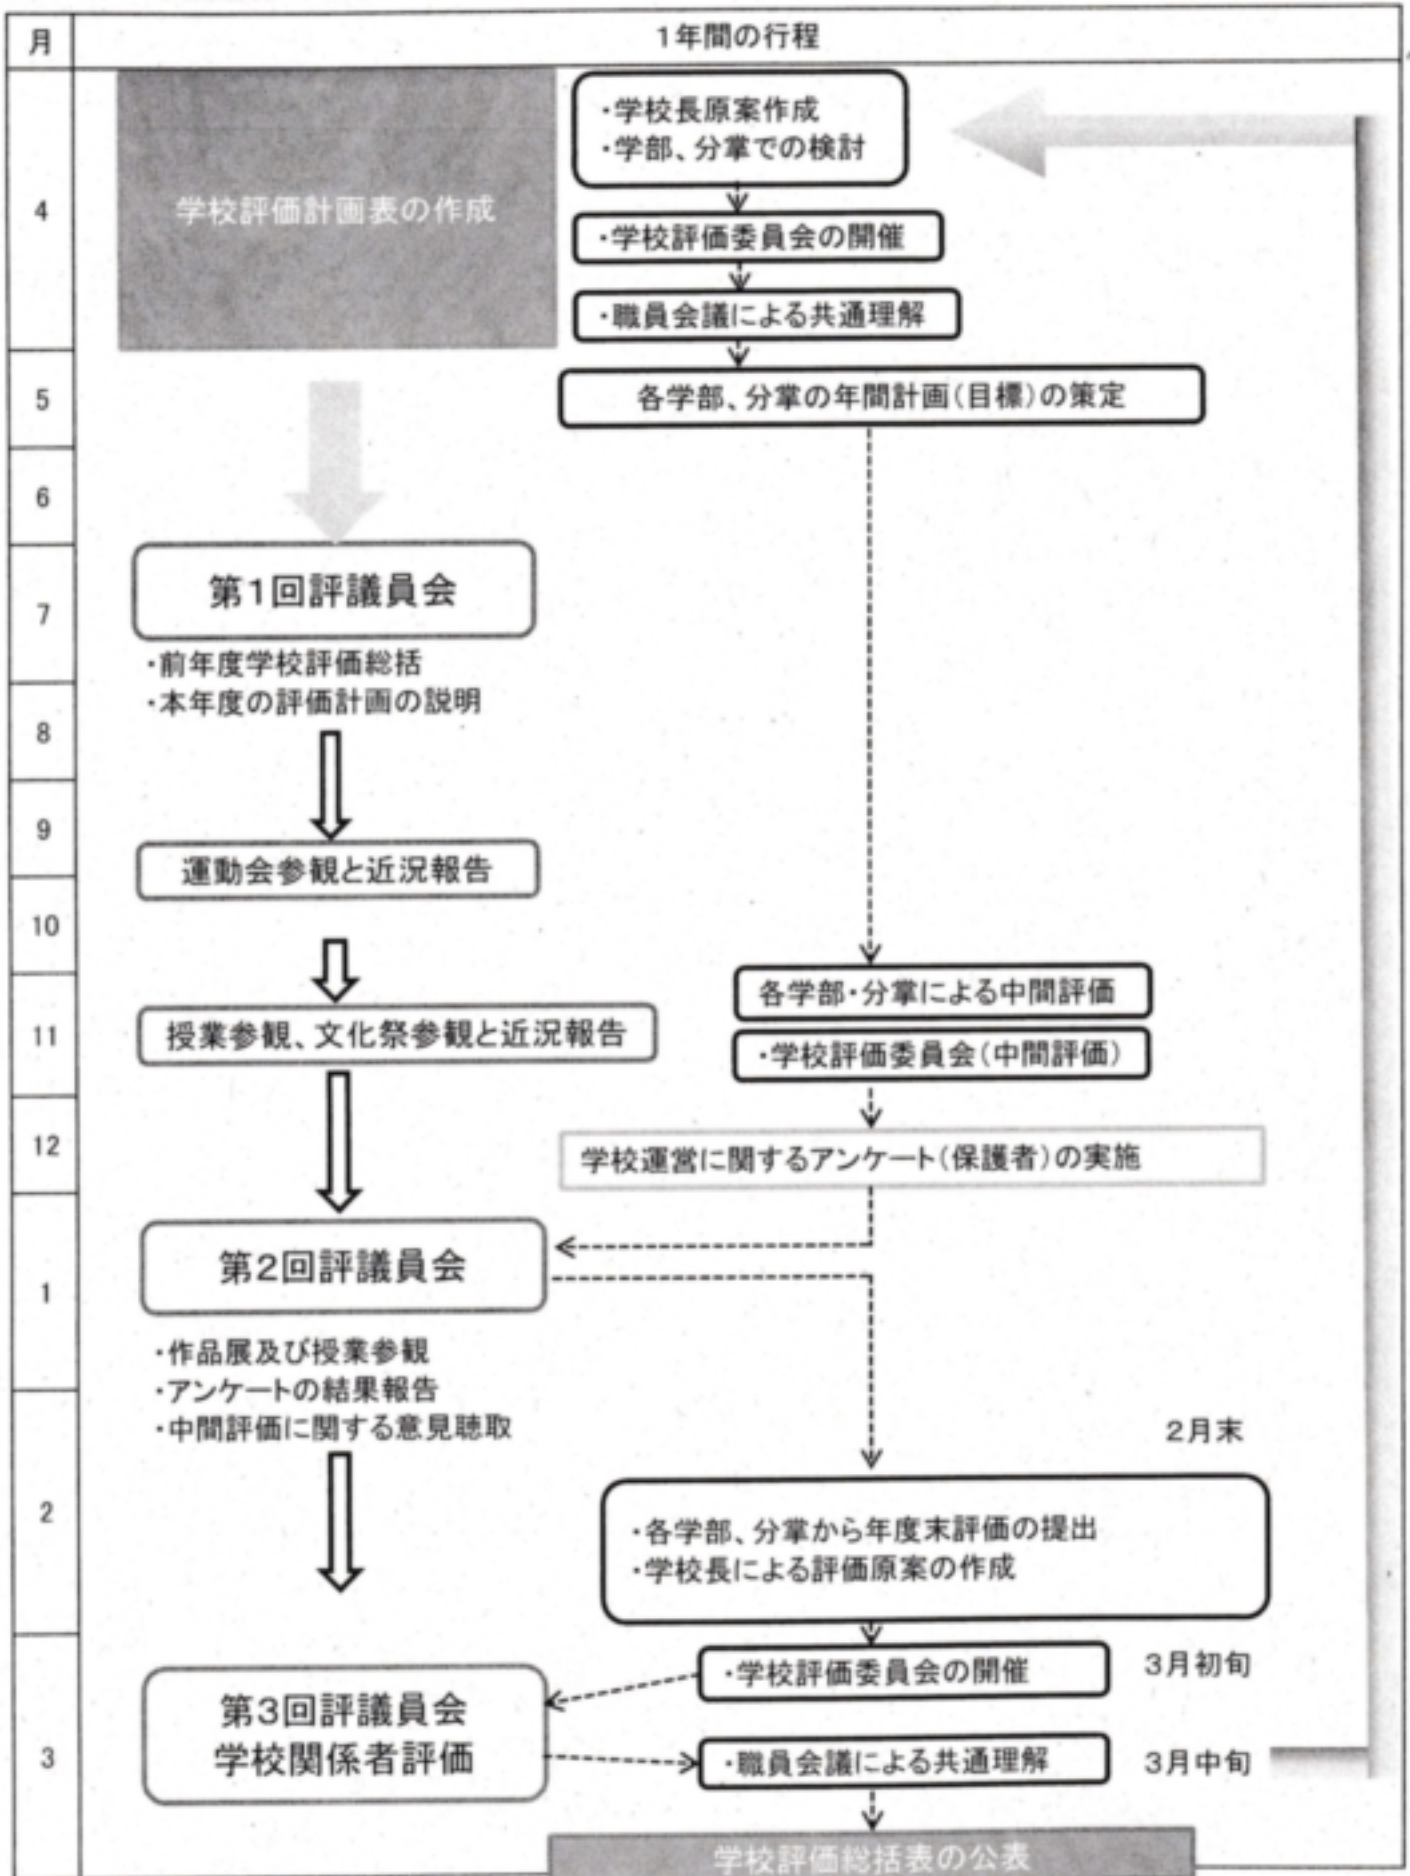 月
1年間の行程
4
学校評価計画表の作成
・学校長原案作成
・学部、分掌での検討
・学校評価委員会の開催
・職員会議による共通理解
5
各学部、分掌の年間計画(目標)の策定
6
7
第1回評議員会
・前年度学校評価総括
・本年度の評価計画の説明
8
9
運動会参観と近況報告
10
各学部・分掌による中間評価
11
授業参観、文化祭参観と近況報告
・学校評価委員会(中間評価)
12
学校運営に関するアンケート(保護者)の実施
1
第2回評議員会
・作品展及び授業参観
・アンケートの結果報告
・中間評価に関する意見聴取
2月末
2
・各学部、分掌から年度末評価の提出
・学校長による評価原案の作成
・学校評価委員会の開催
3月初旬
3
第3回評議員会
学校関係者評価
・職員会議による共通理解
3月中旬
学校評価総括表の公表